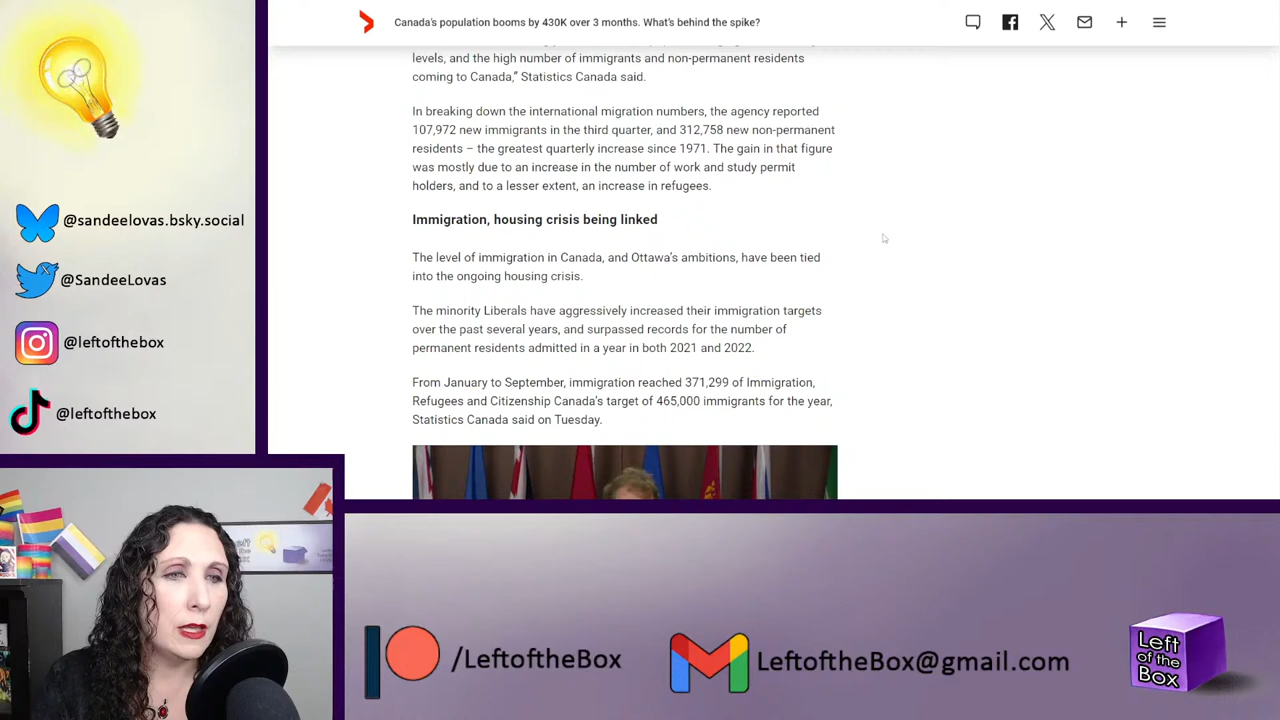 Canada's population booms by 430K over 3 months. What's behind the spike?
levels, and the high number of immigrants and non-permanent residents
coming to Canada," Statistics Canada said.
In breaking down the international migration numbers, the agency reported
107,972 new immigrants in the third quarter, and 312,758 new non-permanent
residents – the greatest quarterly increase since 1971. The gain in that figure
was mostly due to an increase in the number of work and study permit
holders, and to a lesser extent, an increase in refugees.
Immigration, housing crisis being linked
The level of immigration in Canada, and Ottawa's ambitions, have been tied
into the ongoing housing crisis.
The minority Liberals have aggressively increased their immigration targets
over the past several years, and surpassed records for the number of
permanent residents admitted in a year in both 2021 and 2022.
From January to September, immigration reached 371,299 of Immigration,
Refugees and Citizenship Canada's target of 465,000 immigrants for the year,
Statistics Canada said on Tuesday.
@sandeelovas.bsky.social
@SandeeLovas
@leftofthebox
@leftofthebox
/LeftoftheBox
LeftoftheBox@gmail.com
Left
of the
Box